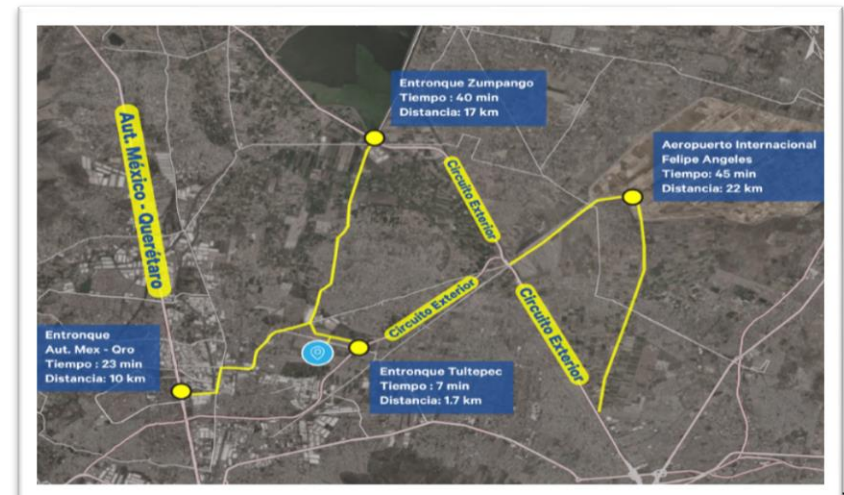 Entronque Zumpango
Tiempo : 40 min
Distancia: 17 km
Aeropuerto Internacional
Felipe Angeles
Tiempo: 45 min
Distancia: 22 km
Aut. México - Querétaro
Circuito Exterior
Circuito Exterior
Circuito Exterior
Entronque
Aut. Mex - Qro
Tiempo : 23 min
Distancia: 10 km
Entronque Tultepec
Tiempo : 7 min
Distancia: 1.7 km